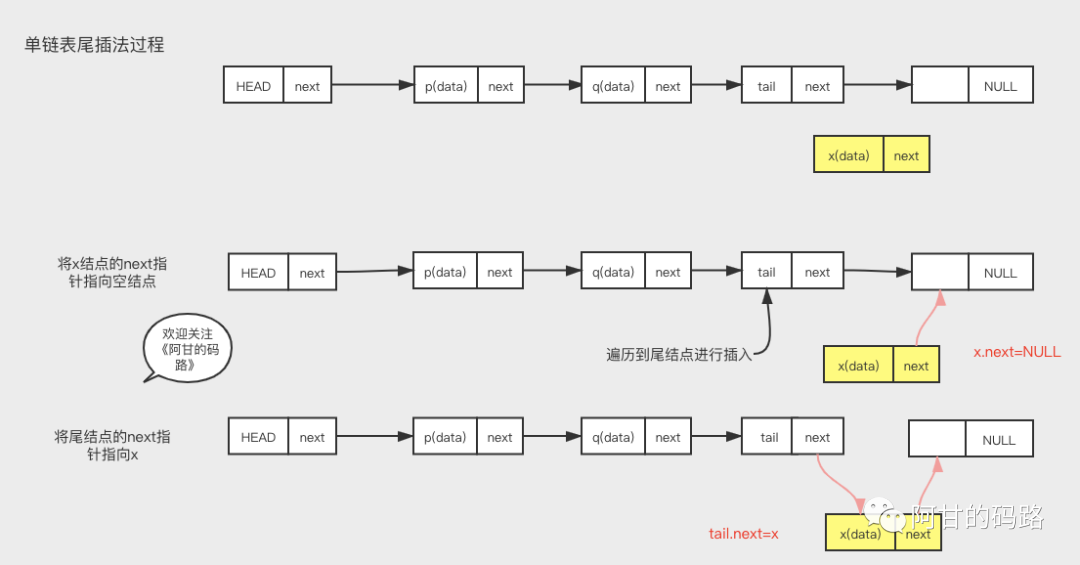 单链表尾插法过程
HEAD next p(data) next q(data) next tail next NULL
x(data) next
将x结点的next指
针指向空结点
HEAD next p(data) next q(data) next tail next NULL
欢迎关注
《阿甘的码
路》
遍历到尾结点进行插入
x(data) next
x.next=NULL
将尾结点的next指
针指向x
HEAD next p(data) next q(data) next tail next NULL
tail.next=x
x(data) next
阿甘的码路